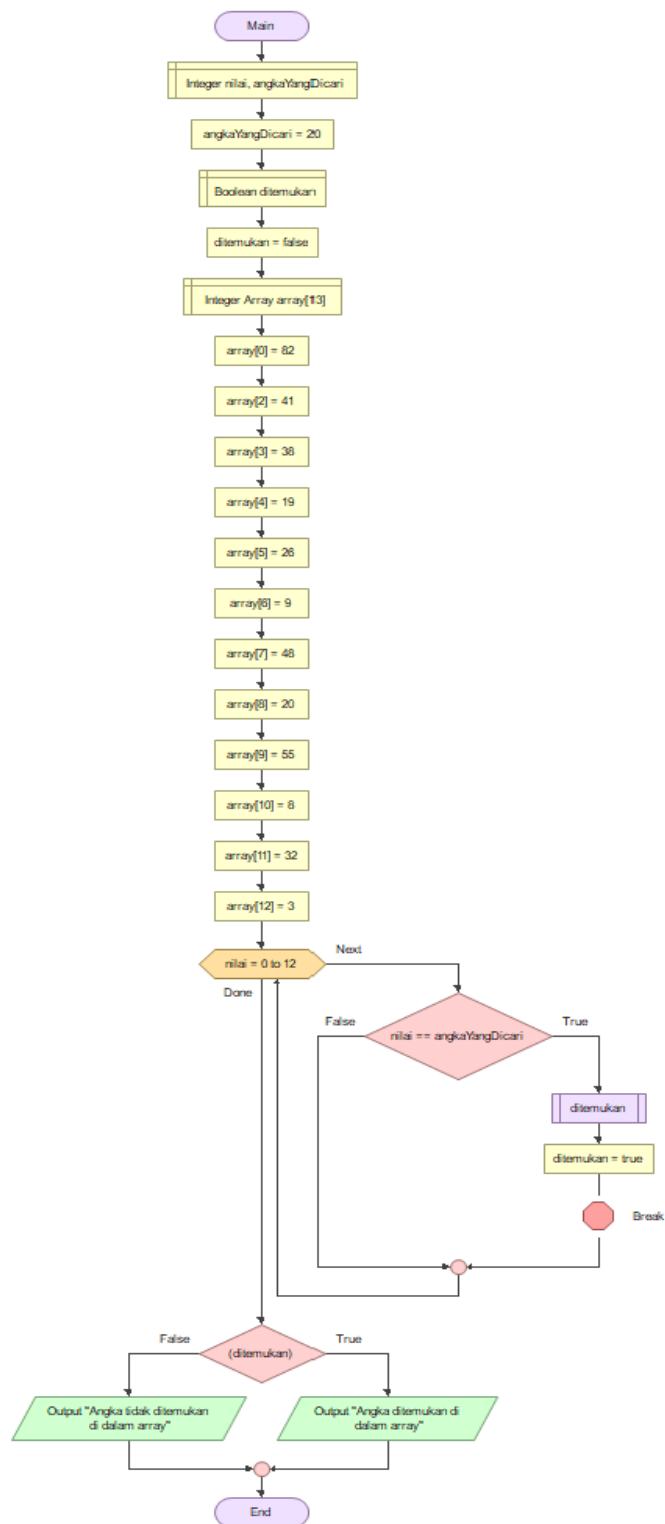 Main
Integer nilai, angkaYangDicari
angkaYangDicari = 20
Boolean ditemukan
ditemukan = false
Integer Array array[13]
array[0] = 82
array[2] = 41
array[3] = 38
array[4] = 19
array[5] = 26
array[6] = 9
array[7] = 48
array[8] = 20
array[9] = 55
array[10] = 8
array[11] = 32
array[12] = 3
nilai = 0 to 12
Next
Done
False
nilai == angkaYangDicari
True
ditemukan
ditemukan = true
Break
False
(ditemukan)
True
Output "Angka tidak ditemukan
di dalam array"
Output "Angka ditemukan di
dalam array"
End